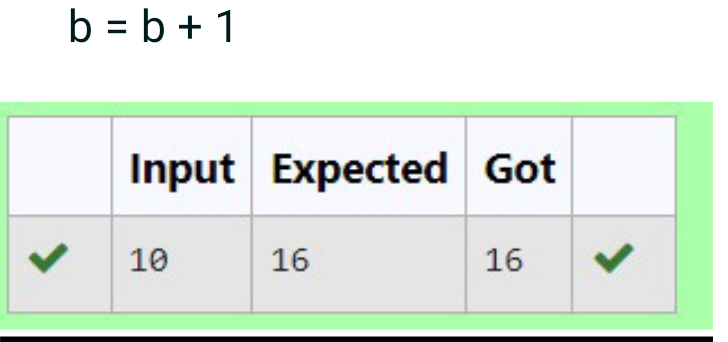 b = b + 1
Input Expected Got
10 16 16